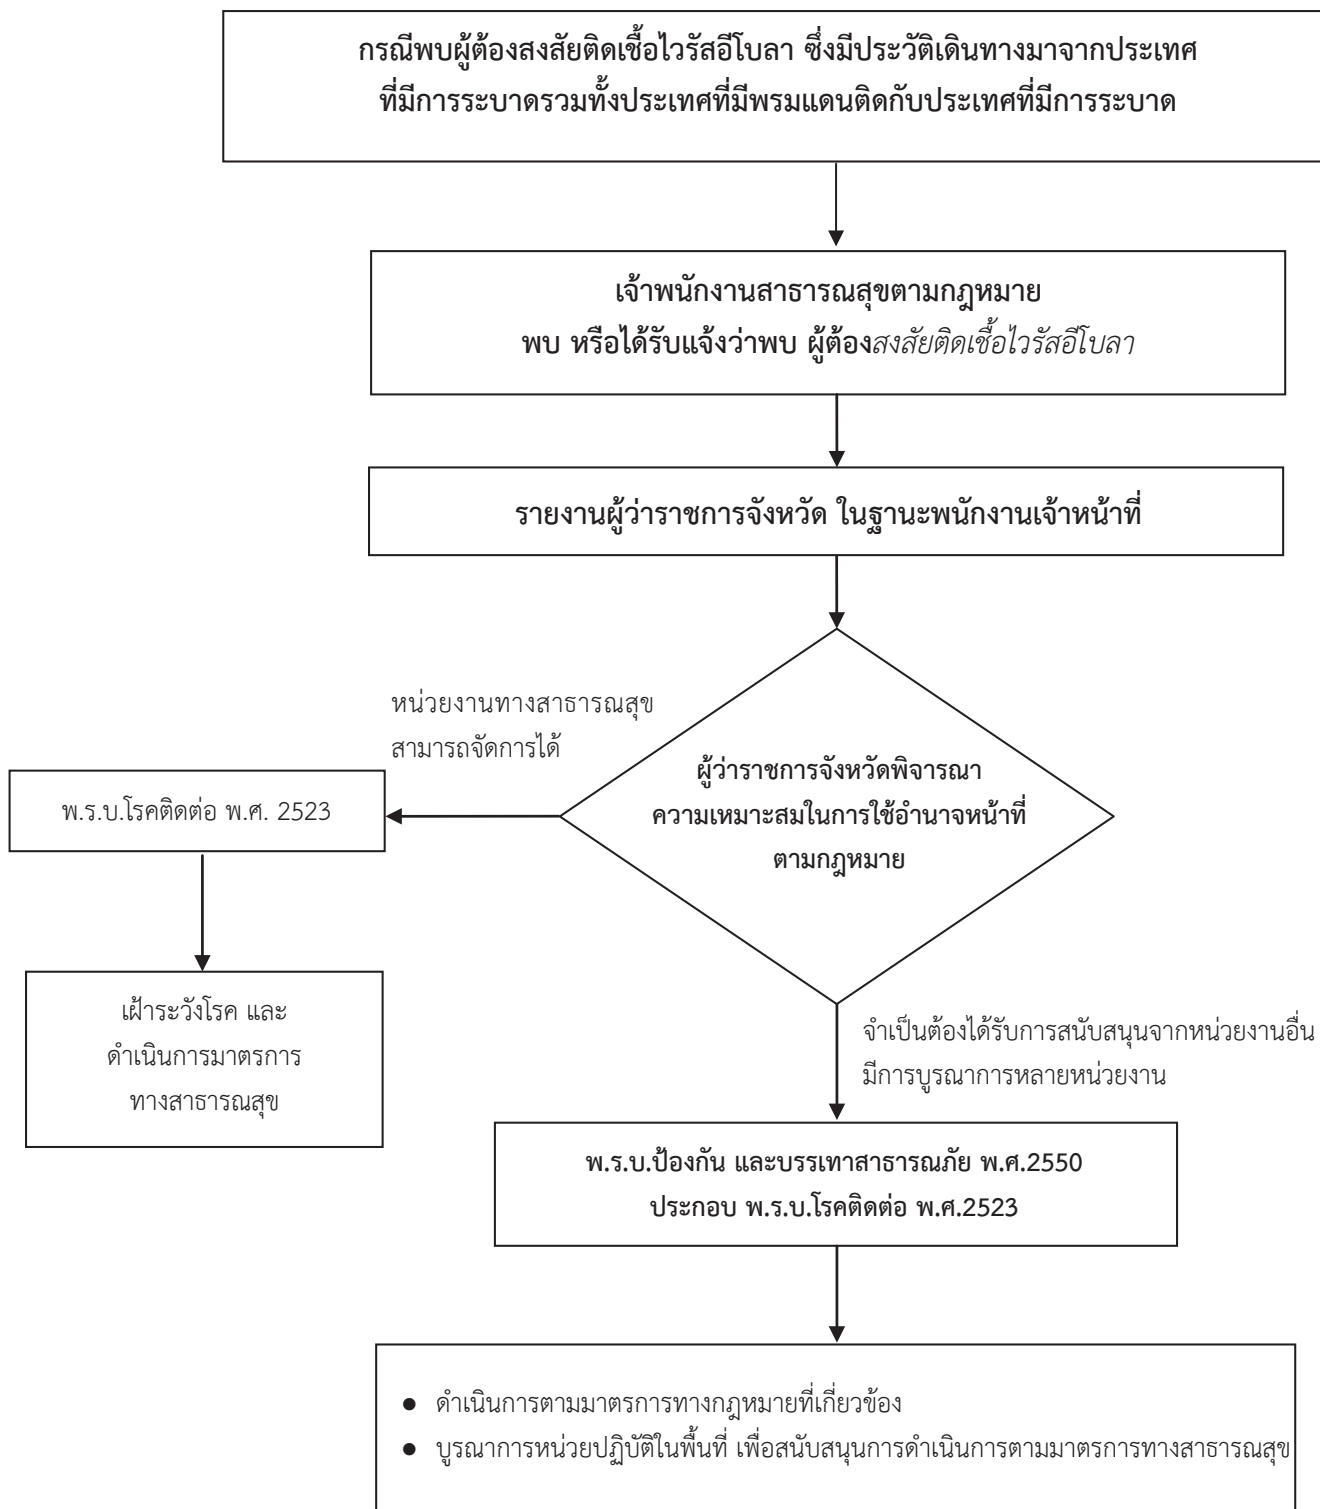 กรณีพบผู้ต้องสงสัยติดเชื้อไวรัสอีโบลา ซึ่งมีประวัติเดินทางมาจากประเทศ
ที่มีการระบาดรวมทั้งประเทศที่มีพรมแดนติดกับประเทศที่มีการระบาด
เจ้าพนักงานสาธารณสุขตามกฎหมาย
พบ หรือได้รับแจ้งว่าพบ ผู้ต้องสงสัยติดเชื้อไวรัสอีโบลา
รายงานผู้ว่าราชการจังหวัด ในฐานะพนักงานเจ้าหน้าที่
หน่วยงานทางสาธารณสุข
สามารถจัดการได้
ผู้ว่าราชการจังหวัดพิจารณา
ความเหมาะสมในการใช้อำนาจหน้าที่
ตามกฎหมาย
พ.ร.บ.โรคติดต่อ พ.ศ. 2523
เฝ้าระวังโรค และ
ดำเนินการมาตรการ
ทางสาธารณสุข
จำเป็นต้องได้รับการสนับสนุนจากหน่วยงานอื่น
มีการบูรณาการหลายหน่วยงาน
พ.ร.บ.ป้องกัน และบรรเทาสาธารณภัย พ.ศ.2550
ประกอบ พ.ร.บ.โรคติดต่อ พ.ศ.2523
● ดำเนินการตามมาตรการทางกฎหมายที่เกี่ยวข้อง
● บูรณาการหน่วยปฏิบัติในพื้นที่ เพื่อสนับสนุนการดำเนินการตามมาตรการทางสาธารณสุข